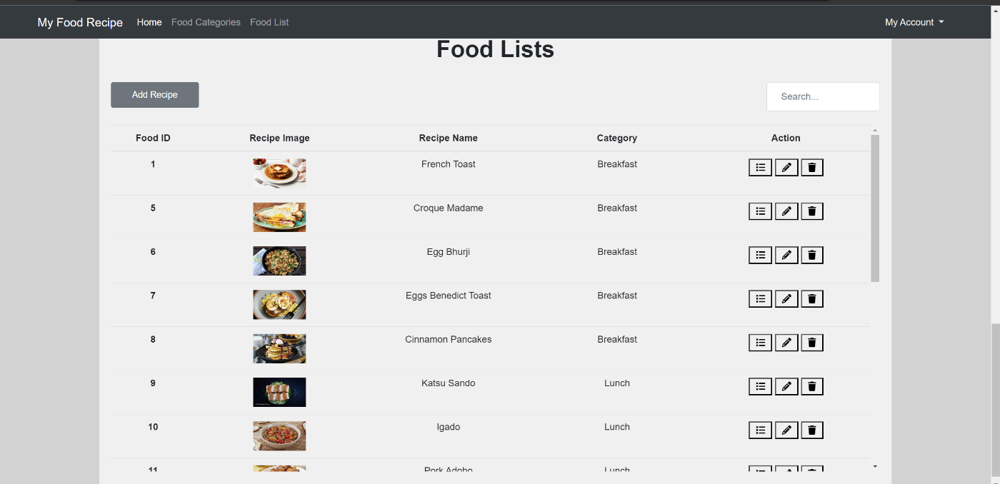 My Food Recipe Home Food Categories Food List My Account
Food Lists
Add Recipe Search...
Food ID Recipe Image Recipe Name Category Action
1 French Toast Breakfast
5 Croque Madame Breakfast
6 Egg Bhurji Breakfast
7 Eggs Benedict Toast Breakfast
8 Cinnamon Pancakes Breakfast
9 Katsu Sando Lunch
10 Igado Lunch
11 Pork Adobo Lunch